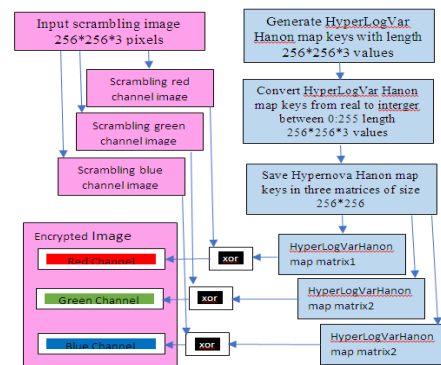 Input scrambling image
256*256*3 pixels
Scrambling red
channel image
Scrambling green
channel image
Scrambling blue
channel image
Generate HyperLogVar
Hanon map keys with length
256*256*3 values
Convert HyperLogVar Hanon
map keys from real to interger
between 0:255 length
256*256*3 values
Save Hypernova Hanon map
keys in three matrices of size
256*256
Encrypted Image
Red Channel
xor
HyperLogVarHanon
map matrix1
Green Channel
xor
HyperLogVarHanon
map matrix2
Blue Channel
xor
HyperLogVarHanon
map matrix2